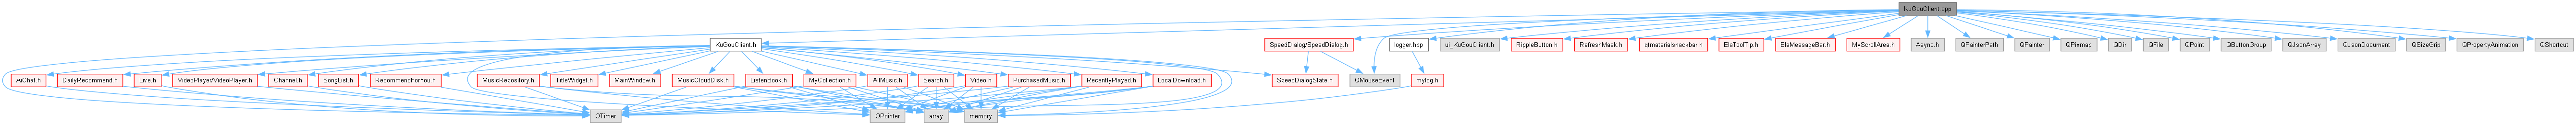 KuGouClient.cpp
KuGouClient.h
SpeedDialog/SpeedDialog.h
logger.hpp
ui_KuGouClient.h
RippleButton.h
RefreshMask.h
qtmaterialsnackbar.h
ElaToolTip.h
ElaMessageBar.h
MyScrollArea.h
Async.h
QPainterPath
QPainter
QPixmap
QDir
QFile
QPoint
QButtonGroup
QJsonArray
QJsonDocument
QSizeGrip
QPropertyAnimation
QShortcut
AiChat.h
DailyRecommend.h
Live.h
VideoPlayer/VideoPlayer.h
Channel.h
SongList.h
RecommendForYou.h
MusicRepository.h
TitleWidget.h
MainWindow.h
MusicCloudDisk.h
ListenBook.h
MyCollection.h
AllMusic.h
Search.h
Video.h
PurchasedMusic.h
RecentlyPlayed.h
LocalDownload.h
SpeedDialogState.h
QMouseEvent
mylog.h
QTimer
QPointer
array
memory